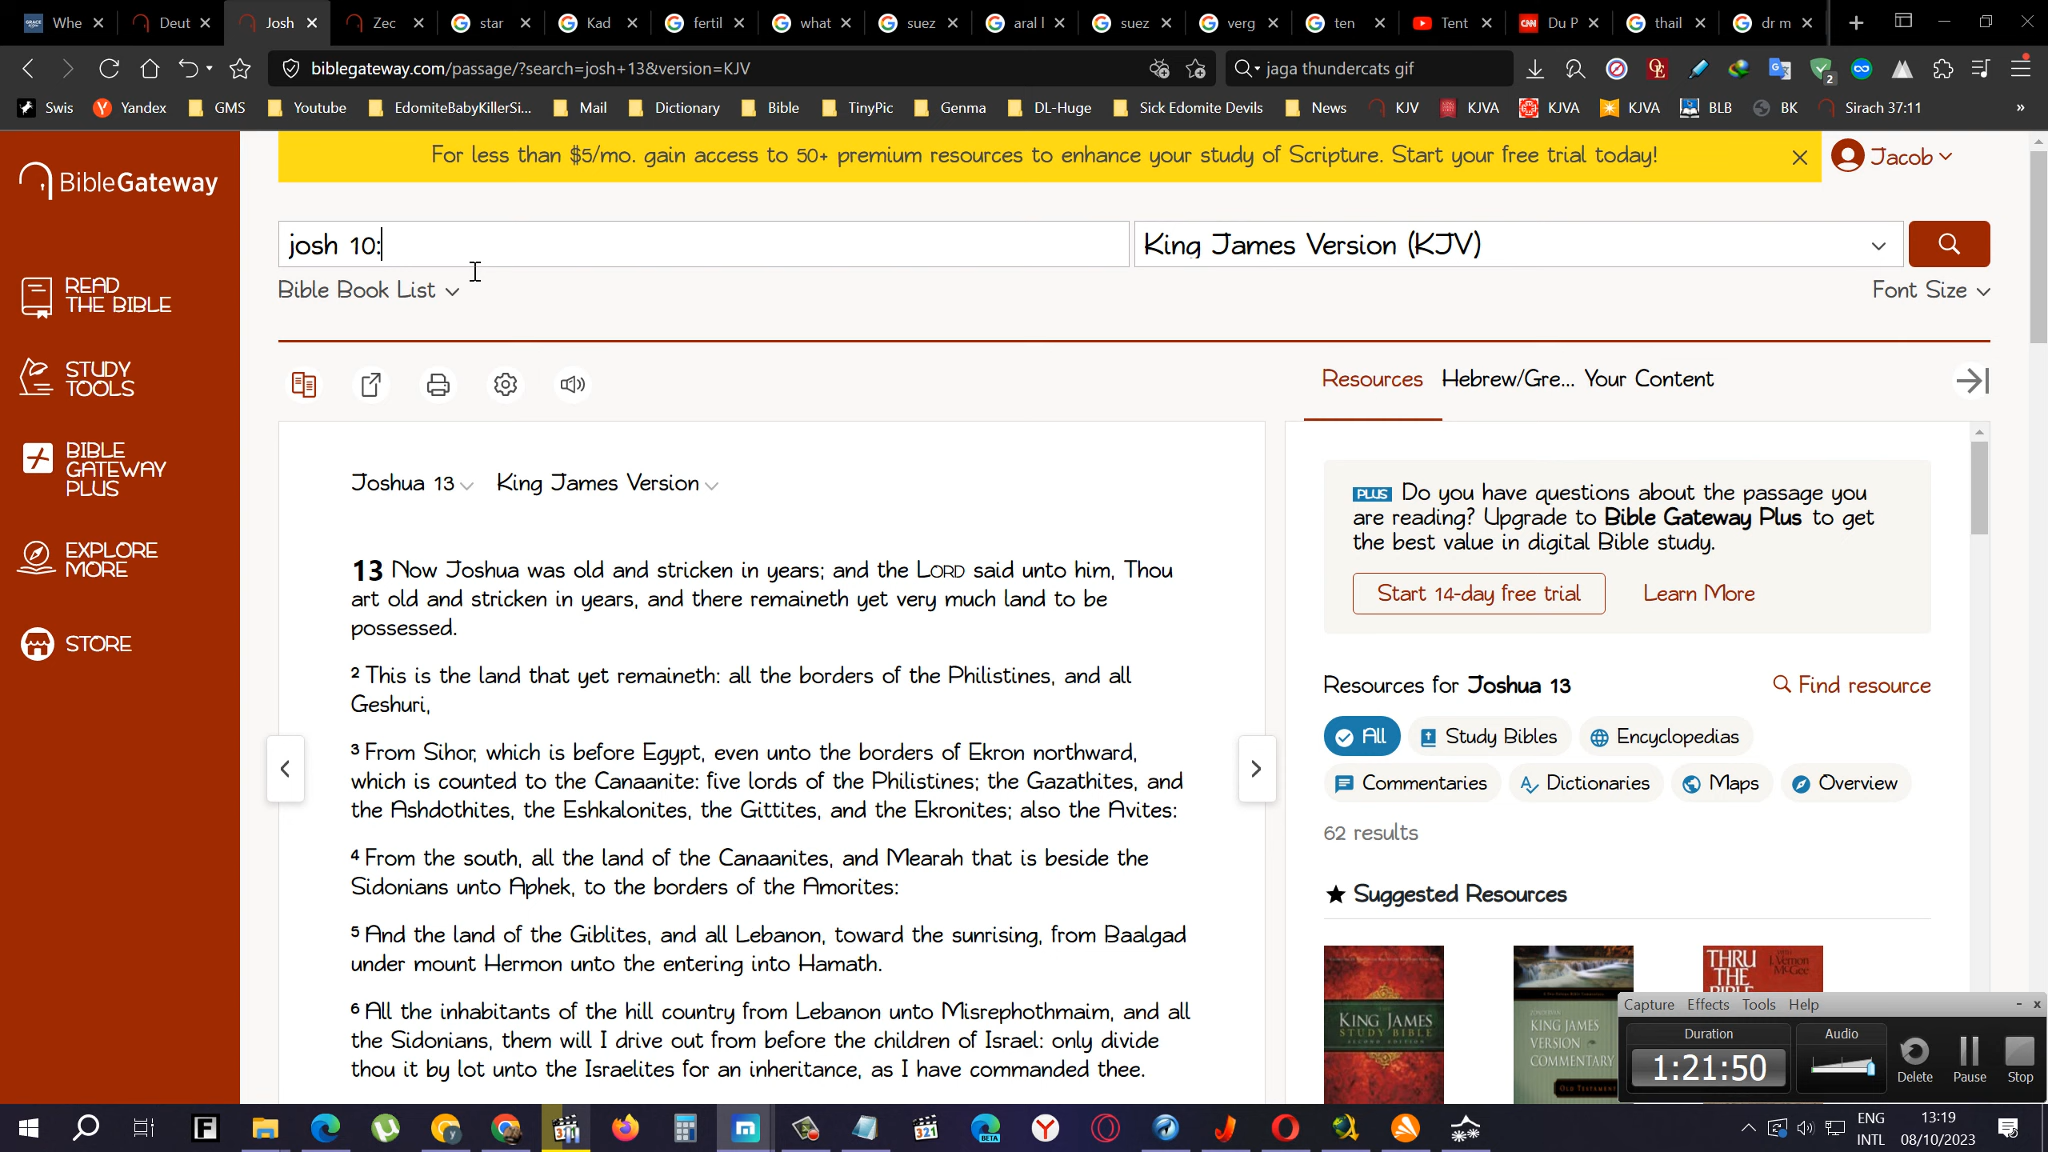 Whe
Deut
Josh
Zec
star
Kad
fertil
what
suez
aral l
suez
verg
ten
Tent
CNN
Du P
thail
dr m
biblegateway.com/passage/?search=josh+13&version=KJV
jaga thundercats gif
2
Swis
Yandex
GMS
Youtube
EdomiteBabyKillerSi...
Mail
Dictionary
Bible
TinyPic
Genma
DL-Huge
Sick Edomite Devils
News
KJV
KJVA
KJVA
KJVA
BLB
BK
Sirach 37:11
»
BibleGateway
For less than $5/mo. gain access to 50+ premium resources to enhance your study of Scripture. Start your free trial today!
Jacob
josh 10:
King James Version (KJV)
Bible Book List
Font Size
READ
THE BIBLE
STUDY
TOOLS
BIBLE
GATEWAY
PLUS
EXPLORE
MORE
STORE
Resources
Hebrew/Gre...
Your Content
Joshua 13
King James Version
13 Now Joshua was old and stricken in years; and the LORD said unto him, Thou
art old and stricken in years, and there remaineth yet very much land to be
possessed.
2 This is the land that yet remaineth: all the borders of the Philistines, and all
Geshuri,
3 From Sihor, which is before Egypt, even unto the borders of Ekron northward,
which is counted to the Canaanite: five lords of the Philistines; the Gazathites, and
the Ashdothites, the Eshkalonites, the Gittites, and the Ekronites; also the Avites:
4 From the south, all the land of the Canaanites, and Mearah that is beside the
Sidonians unto Aphek, to the borders of the Amorites:
5 And the land of the Giblites, and all Lebanon, toward the sunrising, from Baalgad
under mount Hermon unto the entering into Hamath.
6 All the inhabitants of the hill country from Lebanon unto Misrephothmaim, and all
the Sidonians, them will I drive out from before the children of Israel: only divide
thou it by lot unto the Israelites for an inheritance, as I have commanded thee.
PLUS Do you have questions about the passage you
are reading? Upgrade to Bible Gateway Plus to get
the best value in digital Bible study.
Start 14-day free trial
Learn More
Resources for Joshua 13
Find resource
All
Study Bibles
Encyclopedias
Commentaries
Dictionaries
Maps
Overview
62 results
Suggested Resources
KING JAMES
STUDY BIBLE
SECOND EDITION
KING JAMES
VERSION
COMMENTARY
THRU
THE
BIBLE
J. Vernon
McGee
Capture Effects Tools Help
Duration
1:21:50
Audio
Delete
Pause
Stop
321
BETA
ENG
INTL
13:19
08/10/2023